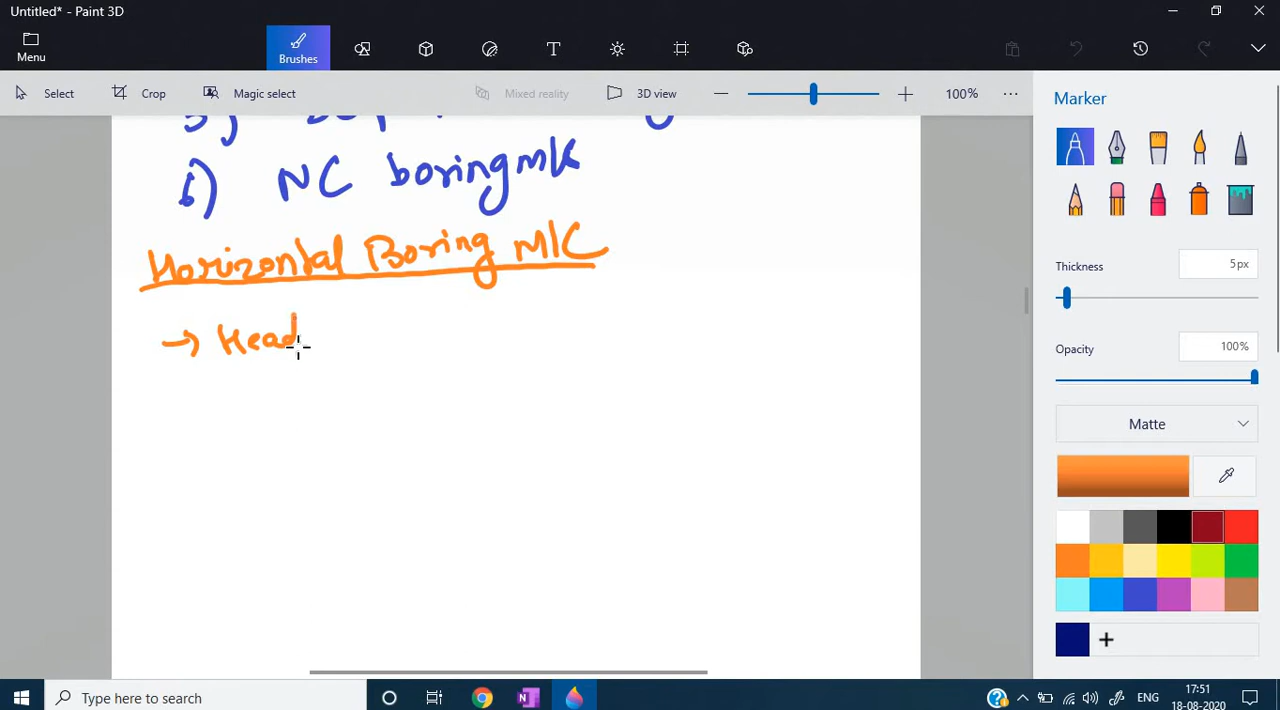 Untitled* - Paint 3D
Menu
Brushes
T
Select
Crop
Magic select
Mixed reality
3D view
100%
Marker
6) NC boring M/C
Horizontal Boring M/C
→ Head
Thickness
5px
Opacity
100%
Matte
Type here to search
ENG
17:51
18-08-2020